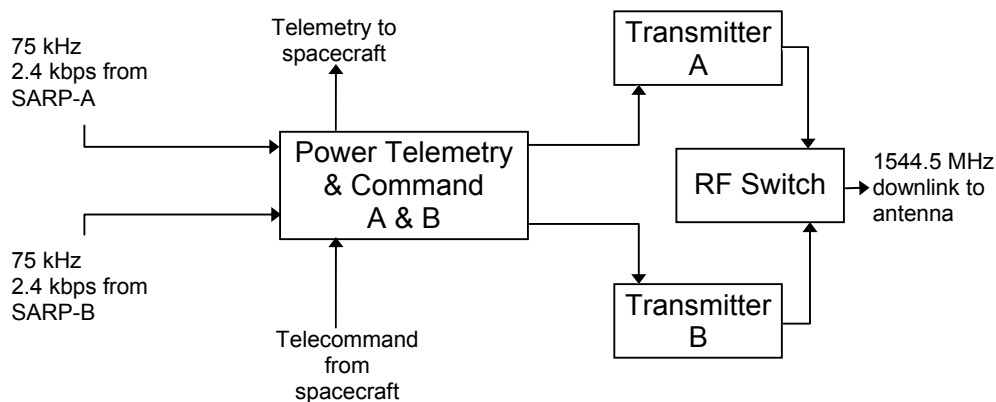 75 kHz
2.4 kbps from
SARP-A
Telemetry to
spacecraft
Transmitter
A
Power Telemetry
& Command
A & B
RF Switch
1544.5 MHz
downlink to
antenna
75 kHz
2.4 kbps from
SARP-B
Telecommand
from
spacecraft
Transmitter
B